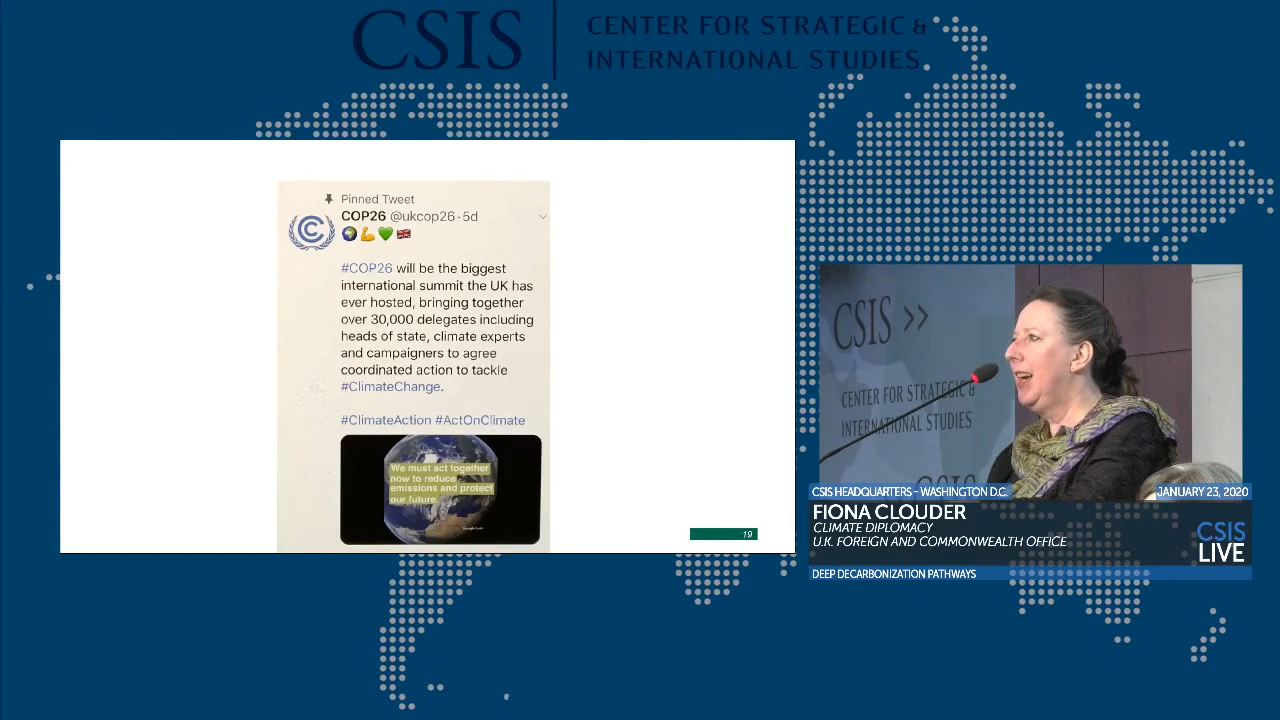 CSIS
CENTER FOR STRATEGIC &
INTERNATIONAL STUDIES
Pinned Tweet
COP26 @ukcop26 · 5d
#COP26 will be the biggest
international summit the UK has
ever hosted, bringing together
over 30,000 delegates including
heads of state, climate experts
and campaigners to agree
coordinated action to tackle
#ClimateChange.
#ClimateAction #ActOnClimate
We must act together
now to reduce
emissions and protect
our future.
Google Earth
19
CSIS >>
CENTER FOR STRATEGIC &
INTERNATIONAL STUDIES
CSIS
CSIS HEADQUARTERS - WASHINGTON D.C.
JANUARY 23, 2020
FIONA CLOUDER
CLIMATE DIPLOMACY
U.K. FOREIGN AND COMMONWEALTH OFFICE
CSIS
LIVE
DEEP DECARBONIZATION PATHWAYS